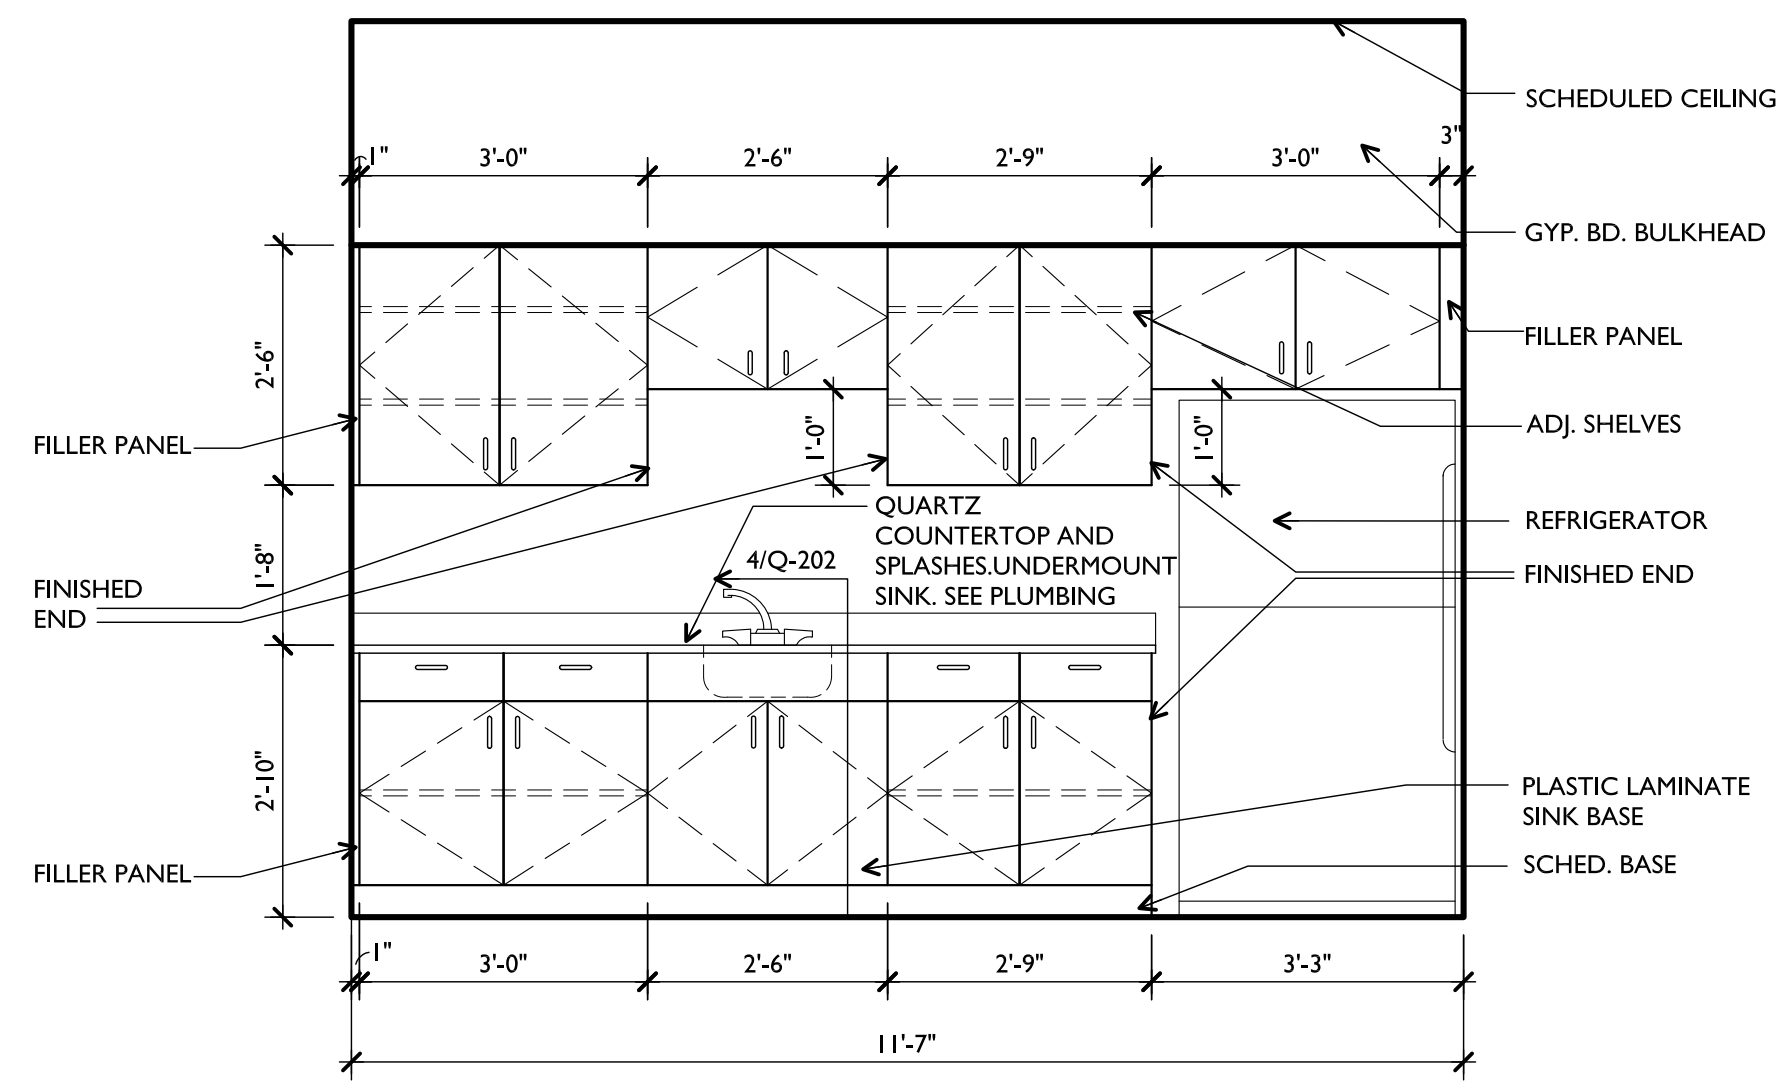 SCHEDULED CEILING
3"
1"
3'-0"
2'-6"
2'-9"
3'-0"
GYP. BD. BULKHEAD
FILLER PANEL
2'-6"
ADJ. SHELVES
FILLER PANEL
1'-0"
1'-0"
QUARTZ
COUNTERTOP AND
SPLASHES.UNDERMOUNT
SINK. SEE PLUMBING
4/Q-202
REFRIGERATOR
1'-8"
FINISHED
END
FINISHED END
2'-10"
PLASTIC LAMINATE
SINK BASE
FILLER PANEL
SCHED. BASE
1"
3'-0"
2'-6"
2'-9"
3'-3"
11'-7"